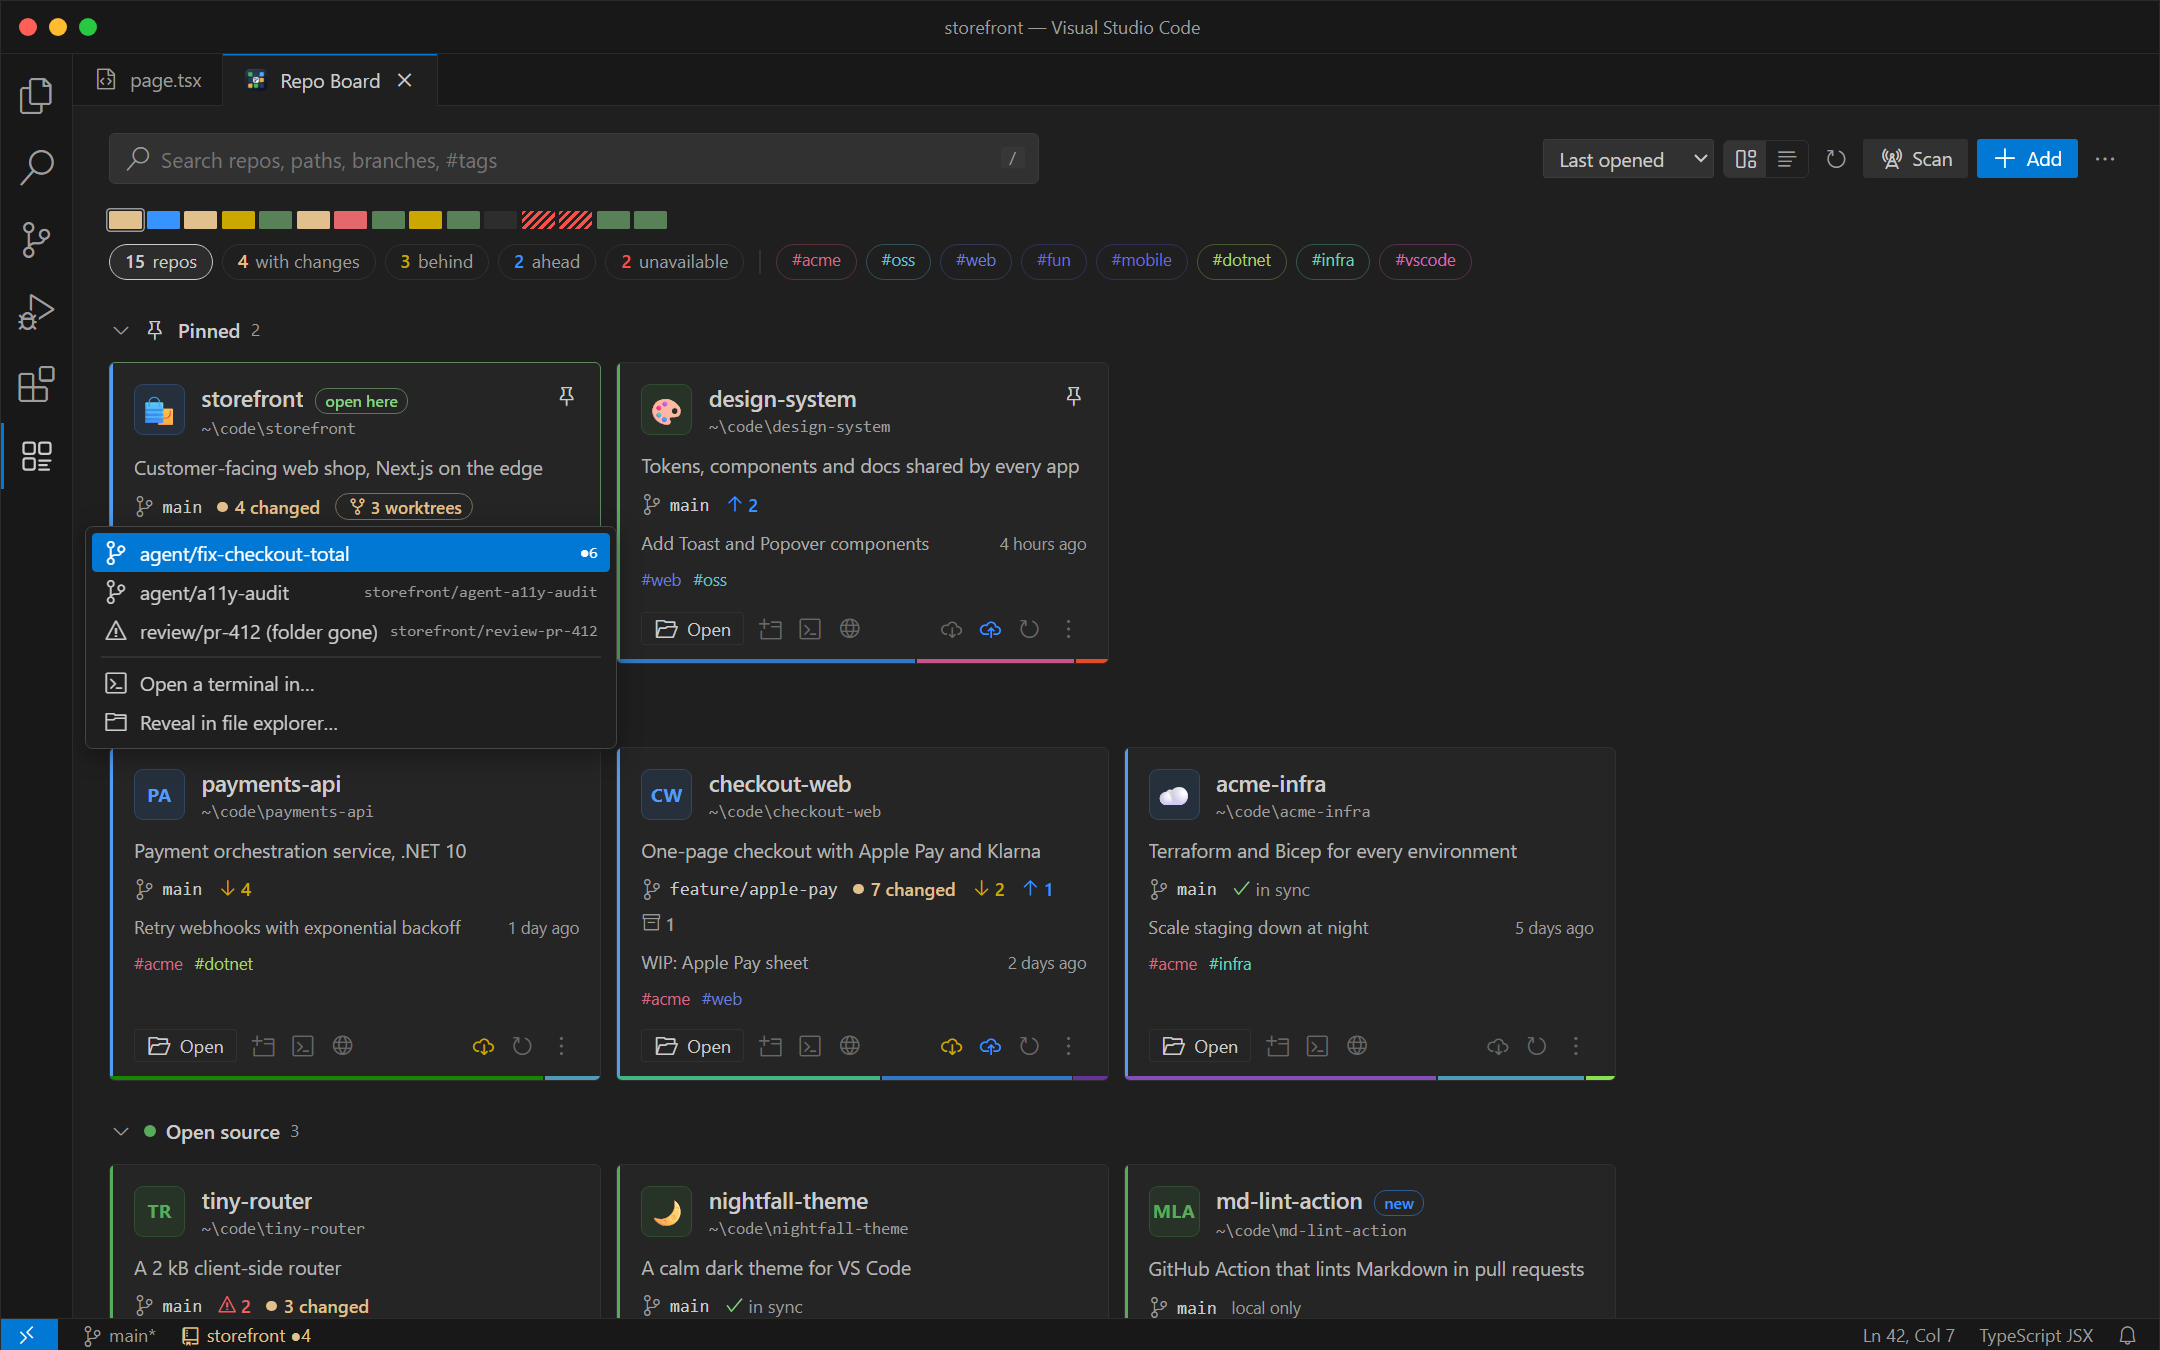 storefront — Visual Studio Code
page.tsx
Repo Board
Search repos, paths, branches, #tags
/
Last opened
Scan
Add
15 repos
4 with changes
3 behind
2 ahead
2 unavailable
#acme
#oss
#web
#fun
#mobile
#dotnet
#infra
#vscode
Pinned 2
storefront open here
~\code\storefront
Customer-facing web shop, Next.js on the edge
main 4 changed 3 worktrees
agent/fix-checkout-total ●6
agent/a11y-audit storefront/agent-a11y-audit
review/pr-412 (folder gone) storefront/review-pr-412
Open a terminal in...
Reveal in file explorer...
design-system
~\code\design-system
Tokens, components and docs shared by every app
main ↑ 2
Add Toast and Popover components 4 hours ago
#web #oss
Open
PA
payments-api
~\code\payments-api
Payment orchestration service, .NET 10
main ↓ 4
Retry webhooks with exponential backoff 1 day ago
#acme #dotnet
Open
CW
checkout-web
~\code\checkout-web
One-page checkout with Apple Pay and Klarna
feature/apple-pay 7 changed ↓ 2 ↑ 1
1
WIP: Apple Pay sheet 2 days ago
#acme #web
Open
acme-infra
~\code\acme-infra
Terraform and Bicep for every environment
main in sync
Scale staging down at night 5 days ago
#acme #infra
Open
Open source 3
TR
tiny-router
~\code\tiny-router
A 2 kB client-side router
main 2 3 changed
nightfall-theme
~\code\nightfall-theme
A calm dark theme for VS Code
main in sync
MLA
md-lint-action new
~\code\md-lint-action
GitHub Action that lints Markdown in pull requests
main local only
main*
storefront ●4
Ln 42, Col 7
TypeScript JSX